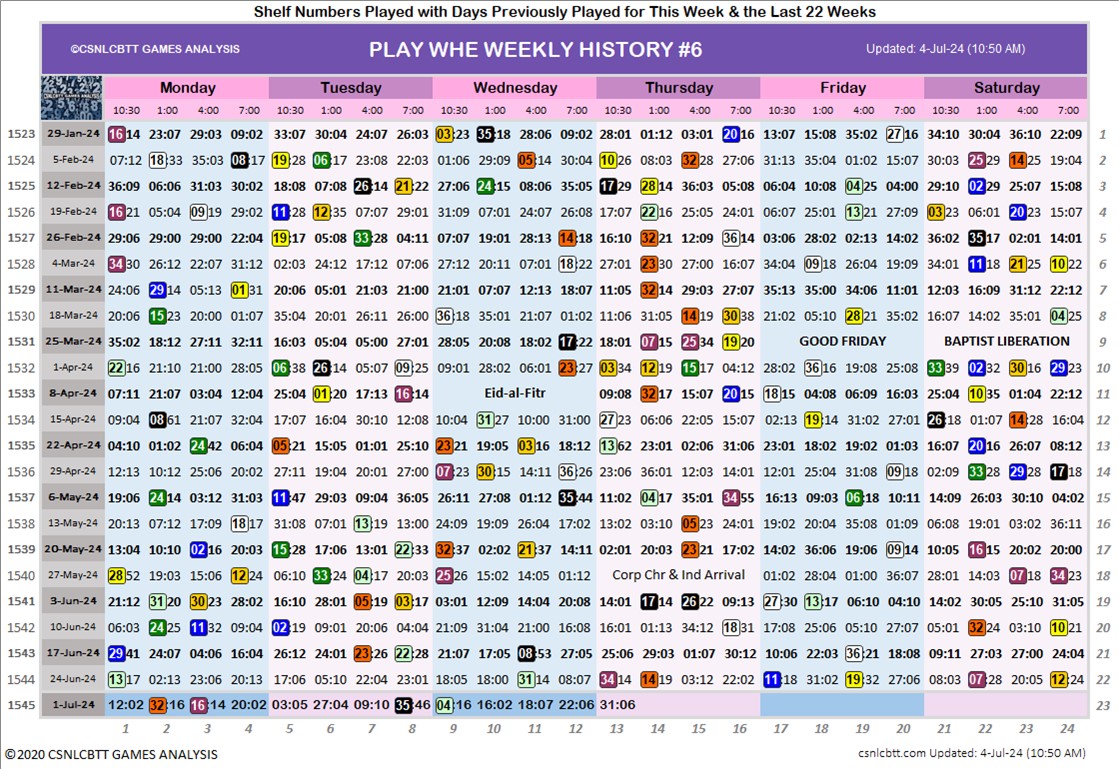 Shelf Numbers Played with Days Previously Played for This Week & the Last 22 Weeks
©CSNLCBTT GAMES ANALYSIS PLAY WHE WEEKLY HISTORY #6 Updated: 4-Jul-24 (10:50 AM)
Monday Tuesday Wednesday Thursday Friday Saturday
10:30 1:00 4:00 7:00 10:30 1:00 4:00 8:00 9:30 10:30 11:30 12:30 13:30 14:30 15:30 16:30 10:30 1:00 4:00 7:00 10:30 1:00 4:00 7:00
1523 29-Jan-24 16:14 23:07 29:03 09:02 33:07 30:04 24:07 26:03 03:23 35:18 28:06 09:02 28:01 01:12 03:01 20:16 13:07 15:08 35:02 27:16 34:10 30:04 36:10 22:09 1
1524 5-Feb-24 07:12 18:33 35:03 08:17 19:28 06:17 23:08 22:03 01:06 29:09 05:14 30:04 10:26 08:03 32:28 27:06 31:13 35:04 01:02 15:07 30:03 25:29 14:25 19:04 2
1525 12-Feb-24 36:09 06:06 31:03 30:02 18:08 07:08 26:14 21:22 27:06 24:15 08:06 35:05 17:29 28:14 36:03 05:08 06:04 10:08 04:25 04:00 29:10 02:29 25:07 15:08 3
1526 19-Feb-24 16:21 05:04 09:19 29:02 11:28 12:35 07:07 29:01 31:09 07:01 24:07 26:08 17:07 22:16 25:05 24:01 06:07 25:01 13:21 27:09 03:23 06:01 20:23 15:07 4
1527 26-Feb-24 29:06 29:00 29:00 22:04 19:17 05:08 33:28 04:11 07:07 19:01 28:13 14:18 16:10 32:21 12:09 36:14 03:06 28:02 02:13 14:02 36:02 35:17 02:01 14:01 5
1528 4-Mar-24 34:30 26:12 22:07 31:12 02:03 24:12 17:12 07:06 27:12 20:11 07:07 18:22 27:01 23:30 27:00 16:14 34:04 09:18 26:04 19:09 34:01 11:18 21:25 10:22 6
1529 11-Mar-24 24:06 29:14 05:13 01:31 20:06 05:01 21:03 21:00 21:01 07:07 12:13 18:07 11:06 32:14 29:03 27:07 35:13 35:00 34:06 11:01 12:03 16:09 31:12 22:12 7
1530 18-Mar-24 20:06 15:23 20:00 01:07 35:04 20:01 26:11 26:00 36:18 35:01 21:07 01:02 11:06 31:05 14:19 30:38 21:02 05:10 28:21 35:02 16:07 14:02 35:01 04:25 8
1531 25-Mar-24 35:02 18:12 27:11 32:11 16:03 05:04 05:00 27:01 28:05 20:08 18:02 17:22 18:01 07:15 25:34 19:20 GOOD FRIDAY BAPTIST LIBERATION 9
1532 1-Apr-24 22:16 21:10 21:00 28:05 06:38 26:14 05:07 09:25 09:01 28:02 06:01 23:27 03:34 12:19 15:17 04:12 28:02 36:16 19:08 25:08 33:39 02:32 30:16 29:23 10
1533 8-Apr-24 07:11 21:07 03:04 12:04 25:04 01:20 17:13 16:14 Eid-al-Fitr 09:08 32:17 15:07 20:15 18:15 04:08 06:09 16:03 25:04 10:35 01:04 22:12 11
1534 15-Apr-24 09:04 08:61 21:07 32:04 17:07 16:04 30:10 12:08 10:04 31:27 10:00 31:00 27:23 06:06 22:05 15:07 02:13 19:14 31:02 27:01 26:18 01:07 14:28 16:04 12
1535 22-Apr-24 04:10 01:02 24:42 06:04 05:21 15:05 01:01 25:10 23:21 19:05 03:16 18:12 13:62 23:01 02:06 31:06 23:01 18:02 19:01 01:03 16:07 20:16 26:07 08:12 13
1536 29-Apr-24 12:13 10:12 25:06 20:02 27:11 19:04 20:01 27:00 07:23 30:15 14:11 36:26 23:06 36:01 12:03 14:01 12:01 25:04 31:08 09:18 02:09 33:28 29:28 17:18 14
1537 6-May-24 19:06 24:14 03:12 31:03 11:47 29:03 09:04 36:05 26:11 27:08 01:12 35:44 11:02 04:17 35:01 34:55 16:13 09:03 06:18 10:11 14:09 26:03 30:10 04:02 15
1538 13-May-24 20:13 07:12 17:09 18:17 31:08 07:01 13:19 13:00 24:09 19:09 26:04 17:02 13:02 03:10 05:23 24:01 19:02 20:04 35:08 01:09 06:08 19:01 03:02 36:11 16
1539 20-May-24 13:04 10:10 02:16 20:03 15:28 17:06 13:01 22:33 32:37 02:02 21:37 14:11 02:01 20:03 23:21 17:02 14:08 36:06 19:06 09:14 10:05 16:15 20:02 20:00 17
1540 27-May-24 28:52 19:03 15:06 12:24 06:10 33:24 04:17 20:03 25:26 15:02 14:05 01:12 Corp Chr & Ind Arrival 01:02 28:04 01:00 36:07 28:01 14:03 07:18 34:23 18
1541 3-Jun-24 21:12 31:20 30:23 28:02 16:10 28:01 05:19 03:17 03:01 12:09 14:04 20:08 14:01 17:14 26:22 09:13 27:30 13:17 06:10 04:10 14:02 30:05 25:10 31:05 19
1542 10-Jun-24 06:03 24:25 11:32 09:04 02:19 09:01 20:06 04:04 21:09 31:04 21:00 16:08 16:01 01:13 34:12 18:31 17:08 25:06 10:07 20:07 05:01 32:24 03:10 10:21 20
1543 17-Jun-24 29:41 24:07 04:06 16:04 26:12 24:01 23:26 22:28 21:07 17:05 08:53 27:05 25:06 29:03 01:07 30:12 10:06 22:03 36:21 18:08 09:11 27:03 27:00 24:04 21
1544 24-Jun-24 13:17 02:13 23:06 20:13 17:06 05:10 22:04 23:01 18:05 18:00 31:14 08:07 34:14 14:19 03:12 22:02 11:18 31:02 19:32 27:06 08:03 07:28 20:05 12:24 22
1545 1-Jul-24 12:02 32:16 16:14 20:02 03:05 27:04 09:10 35:46 04:16 16:02 18:07 22:06 31:06 23
1 2 3 4 5 6 7 8 9 10 11 12 13 14 15 16 17 18 19 20 21 22 23 24
©2020 CSNLCBTT GAMES ANALYSIS csnlcbtt.com Updated: 4-Jul-24 (10:50 AM)